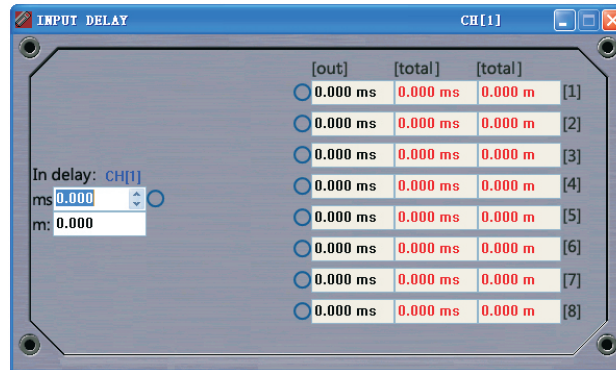 INPUT DELAY CH[1]
[out] [total] [total]
0.000 ms 0.000 ms 0.000 m [1]
0.000 ms 0.000 ms 0.000 m [2]
0.000 ms 0.000 ms 0.000 m [3]
In delay: CH[1]
0.000 ms 0.000 ms 0.000 m [4]
ms 0.000
0.000 ms 0.000 ms 0.000 m [5]
m: 0.000
0.000 ms 0.000 ms 0.000 m [6]
0.000 ms 0.000 ms 0.000 m [7]
0.000 ms 0.000 ms 0.000 m [8]